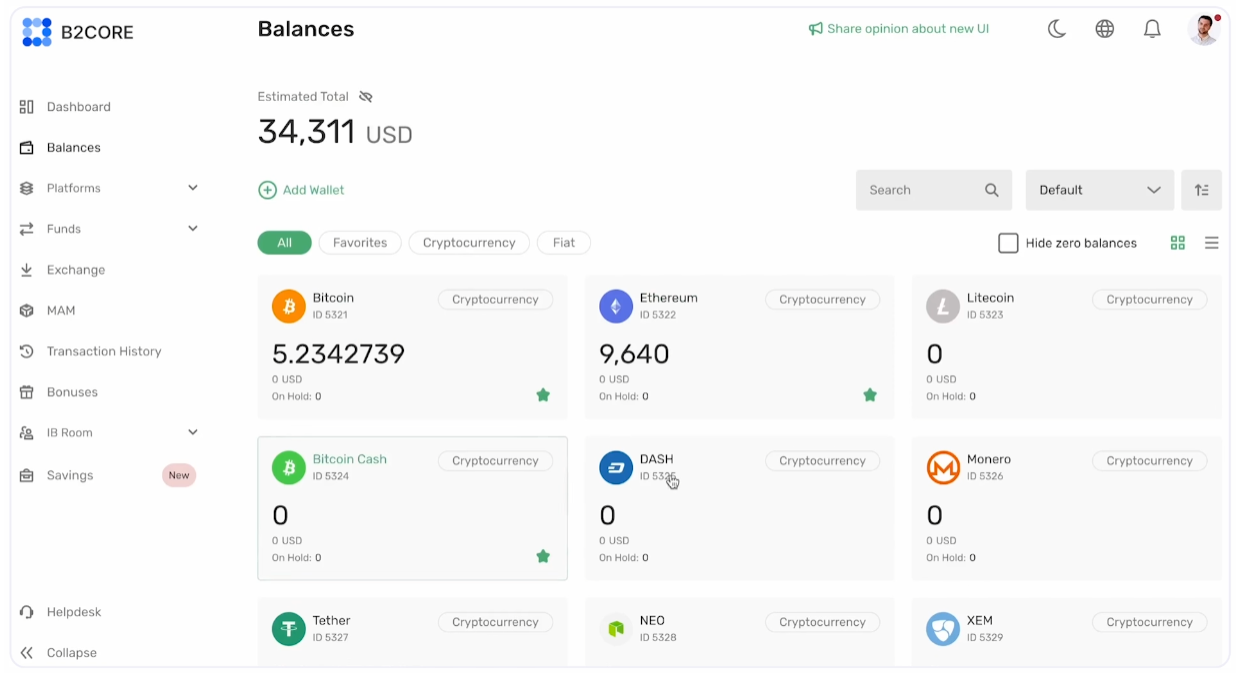 B2CORE
Dashboard
Balances
Platforms
Funds
Exchange
MAM
Transaction History
Bonuses
IB Room
Savings New
Helpdesk
Collapse
Balances
Share opinion about new UI
Estimated Total
34,311 USD
Add Wallet
Search
Default
All Favorites Cryptocurrency Fiat
Hide zero balances
Bitcoin Cryptocurrency
ID 5321
5.2342739
0 USD
On Hold: 0
Ethereum Cryptocurrency
ID 5322
9,640
0 USD
On Hold: 0
Litecoin Cryptocurrency
ID 5323
0
0 USD
On Hold: 0
Bitcoin Cash Cryptocurrency
ID 5324
0
0 USD
On Hold: 0
DASH Cryptocurrency
ID 5325
0
0 USD
On Hold: 0
Monero Cryptocurrency
ID 5326
0
0 USD
On Hold: 0
Tether Cryptocurrency
ID 5327
NEO Cryptocurrency
ID 5328
XEM Cryptocurrency
ID 5329